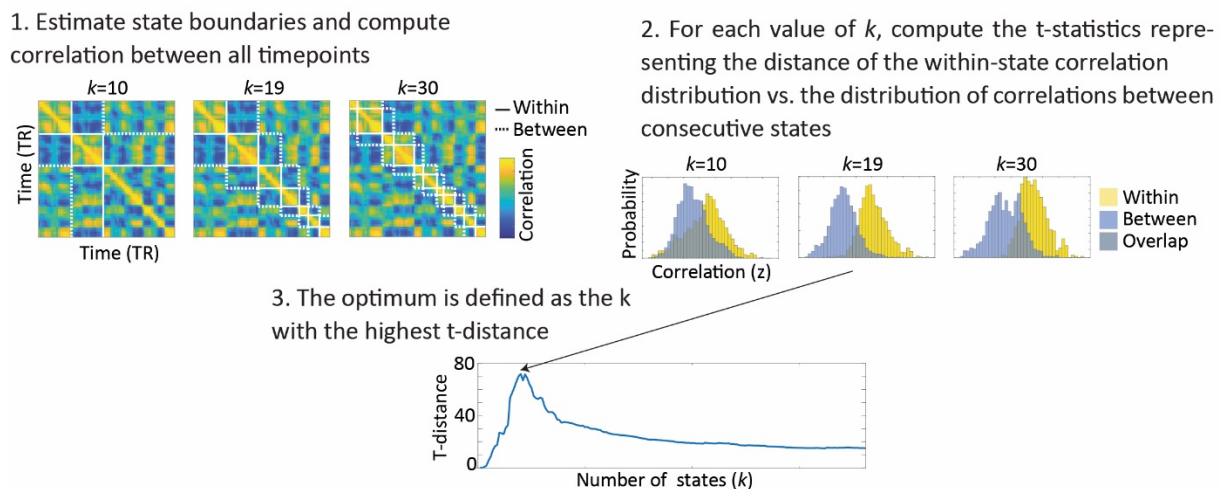 1. Estimate state boundaries and compute
correlation between all timepoints
k=10
k=19
k=30
Within
Between
Time (TR)
Correlation
Time (TR)
2. For each value of k, compute the t-statistics repre-
senting the distance of the within-state correlation
distribution vs. the distribution of correlations between
consecutive states
k=10
k=19
k=30
Probability
Within
Between
Overlap
Correlation (z)
3. The optimum is defined as the k
with the highest t-distance
80
40
0
T-distance
Number of states (k)